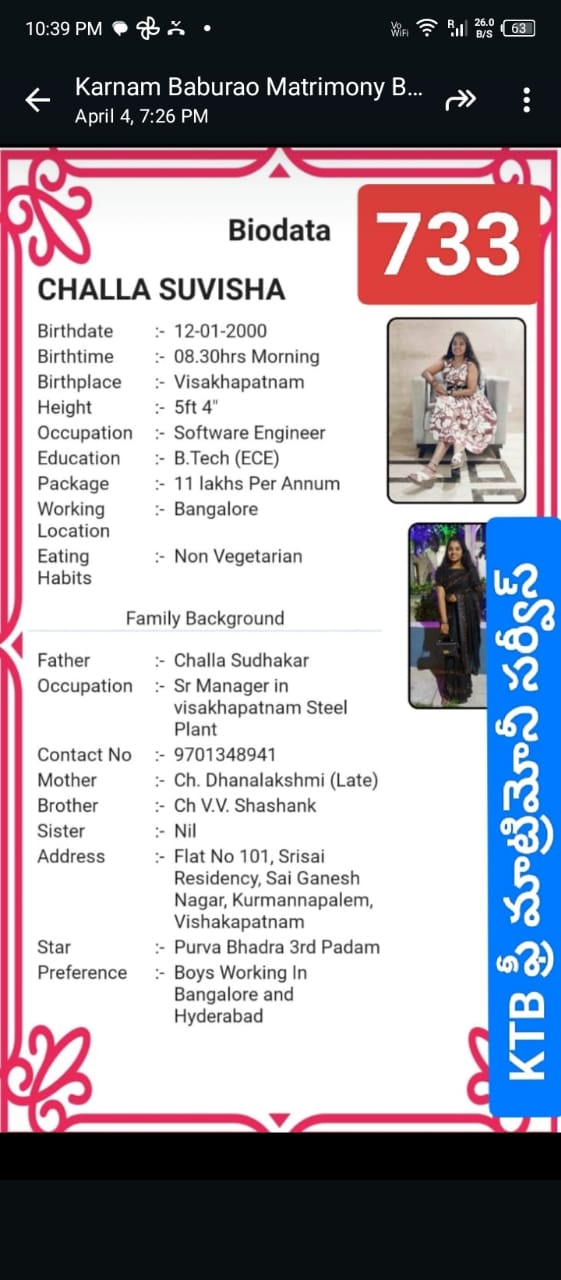 10:39 PM
Vo WiFi R 26.0 B/S 63
Karnam Baburao Matrimony B...
April 4, 7:26 PM
Biodata
733
CHALLA SUVISHA
Birthdate :- 12-01-2000
Birthtime :- 08.30hrs Morning
Birthplace :- Visakhapatnam
Height :- 5ft 4"
Occupation :- Software Engineer
Education :- B.Tech (ECE)
Package :- 11 lakhs Per Annum
Working :- Bangalore
Location
Eating :- Non Vegetarian
Habits
Family Background
Father :- Challa Sudhakar
Occupation :- Sr Manager in
visakhapatnam Steel
Plant
Contact No :- 9701348941
Mother :- Ch. Dhanalakshmi (Late)
Brother :- Ch V.V. Shashank
Sister :- Nil
Address :- Flat No 101, Srisai
Residency, Sai Ganesh
Nagar, Kurmannapalem,
Vishakapatnam
Star :- Purva Bhadra 3rd Padam
Preference :- Boys Working In
Bangalore and
Hyderabad
KTB ఫ్రీ మాట్రిమోనీ సర్వీస్